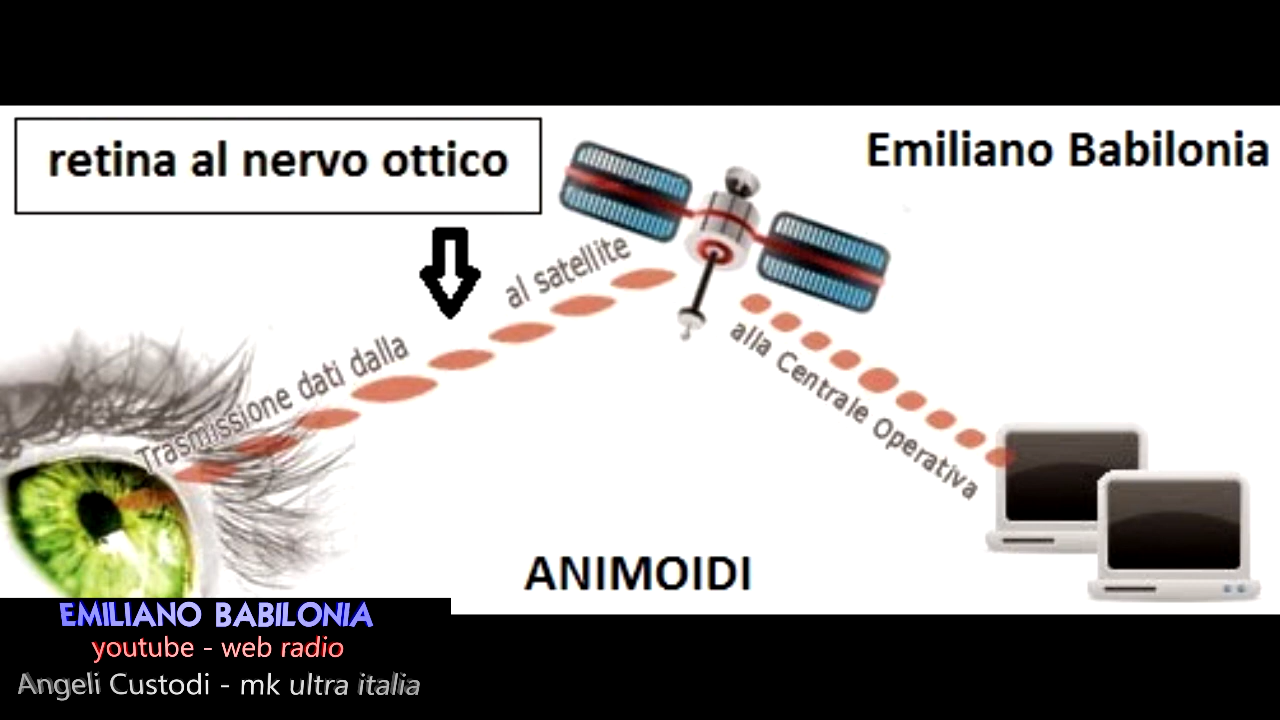 retina al nervo ottico
Emiliano Babilonia
Trasmissione dati dalla
al satellite
alla Centrale Operativa
ANIMOIDI
EMILIANO BABILONIA
youtube - web radio
Angeli Custodi - mk ultra italia